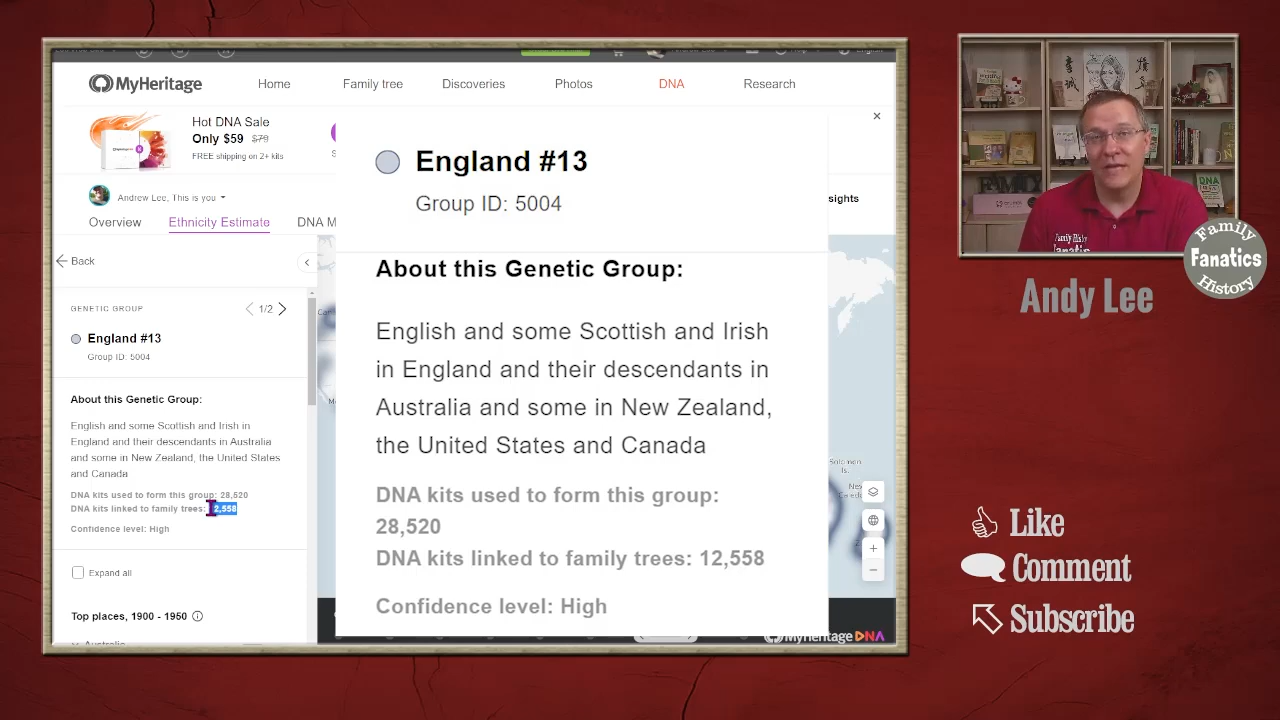 MyHeritage
Home
Family tree
Discoveries
Photos
DNA
Research
Hot DNA Sale
Only $59 $79
FREE shipping on 2+ kits
Andrew Lee, This is you
Overview
Ethnicity Estimate
DNA M
sights
Back
GENETIC GROUP
1/2
England #13
Group ID: 5004
About this Genetic Group:
English and some Scottish and Irish in
England and their descendants in Australia
and some in New Zealand, the United States
and Canada
DNA kits used to form this group: 28,520
DNA kits linked to family trees: 12,558
Confidence level: High
Expand all
Top places, 1900 - 1950
Australia
England #13
Group ID: 5004
About this Genetic Group:
English and some Scottish and Irish
in England and their descendants in
Australia and some in New Zealand,
the United States and Canada
DNA kits used to form this group:
28,520
DNA kits linked to family trees: 12,558
Confidence level: High
Solomon
Is.
MyHeritage DNA
Family
Fanatics
History
Andy Lee
Like
Comment
Subscribe